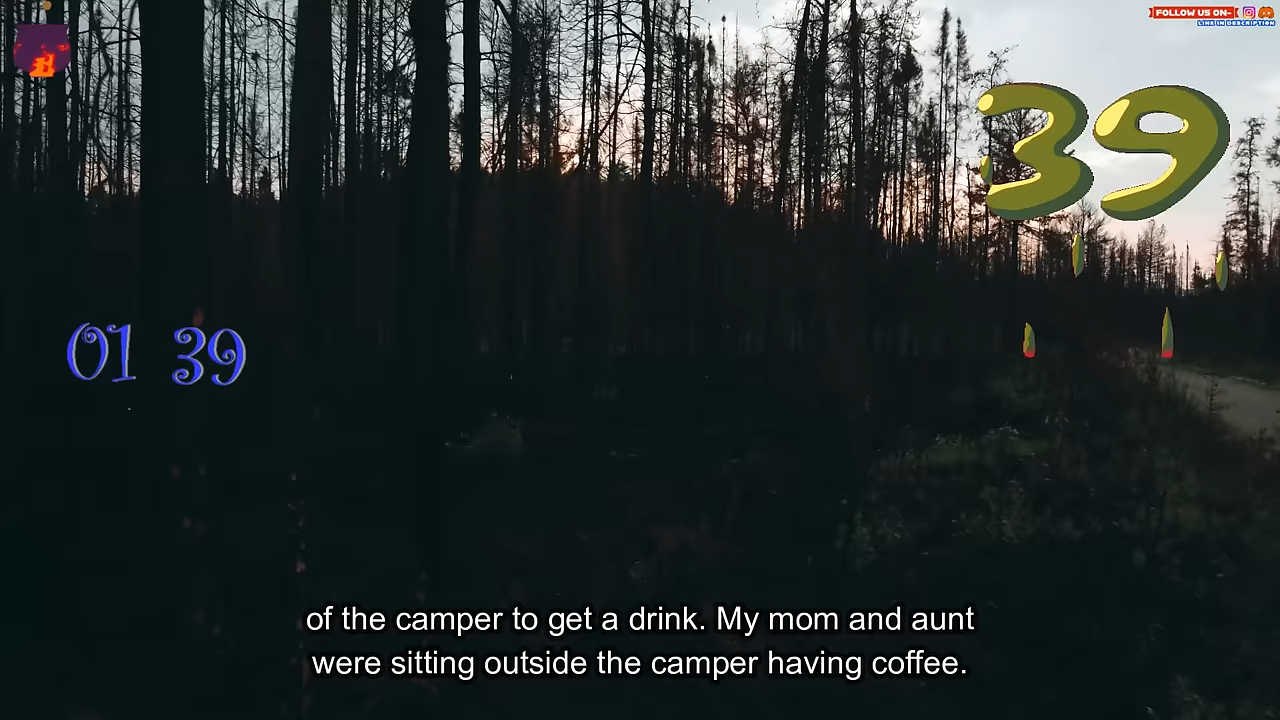 FOLLOW US ON-
LINK IN DESCRIPTION
39
01 39
of the camper to get a drink. My mom and aunt
were sitting outside the camper having coffee.